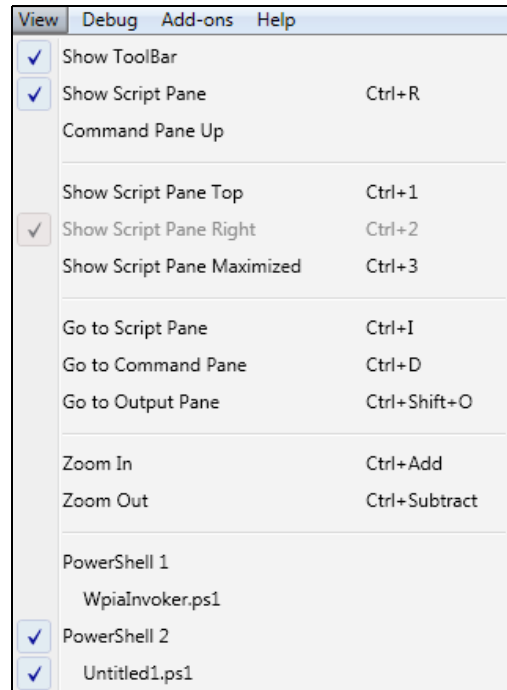 View Debug Add-ons Help
Show ToolBar
Show Script Pane Ctrl+R
Command Pane Up
Show Script Pane Top Ctrl+1
Show Script Pane Right Ctrl+2
Show Script Pane Maximized Ctrl+3
Go to Script Pane Ctrl+I
Go to Command Pane Ctrl+D
Go to Output Pane Ctrl+Shift+O
Zoom In Ctrl+Add
Zoom Out Ctrl+Subtract
PowerShell 1
WpiaInvoker.ps1
PowerShell 2
Untitled1.ps1